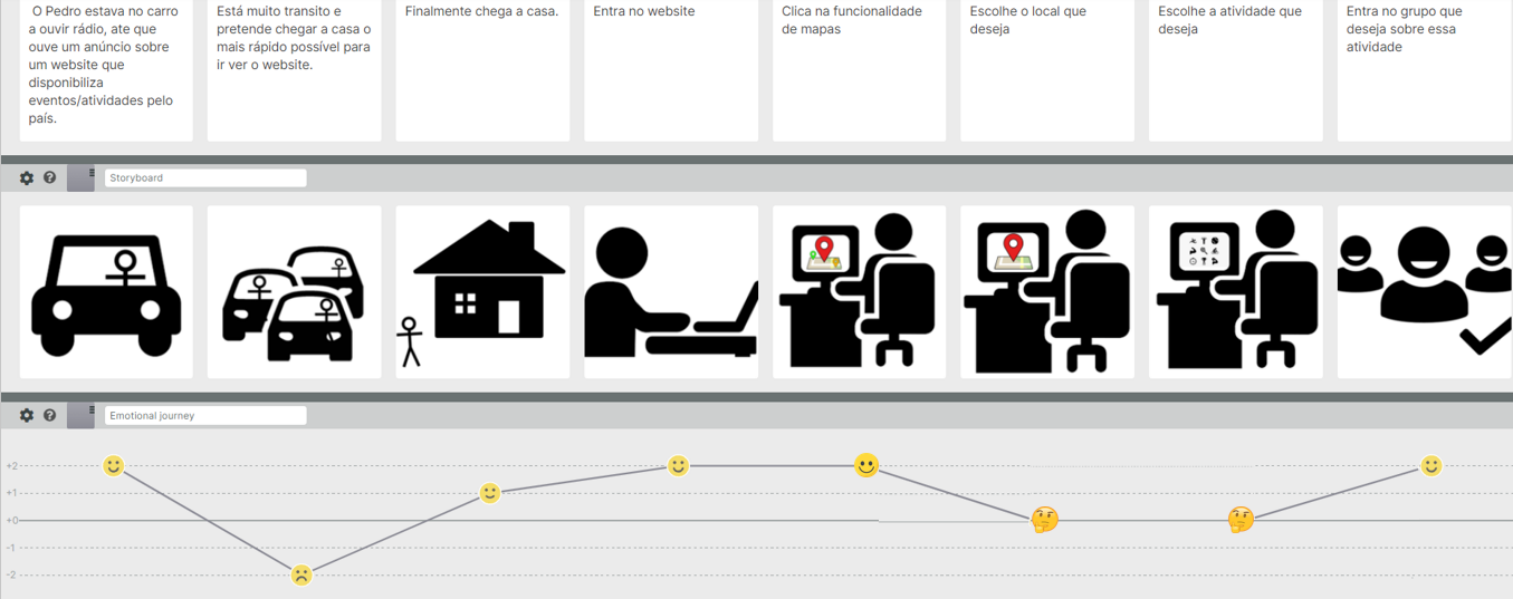 O Pedro estava no carro
a ouvir rádio, ate que
ouve um anúncio sobre
um website que
disponibiliza
eventos/atividades pelo
país.
Está muito transito e
pretende chegar a casa o
mais rápido possível para
ir ver o website.
Finalmente chega a casa.
Entra no website
Clica na funcionalidade
de mapas
Escolhe o local que
deseja
Escolhe a atividade que
deseja
Entra no grupo que
deseja sobre essa
atividade
Storyboard
Emotional journey
+2
+1
+0
-1
-2